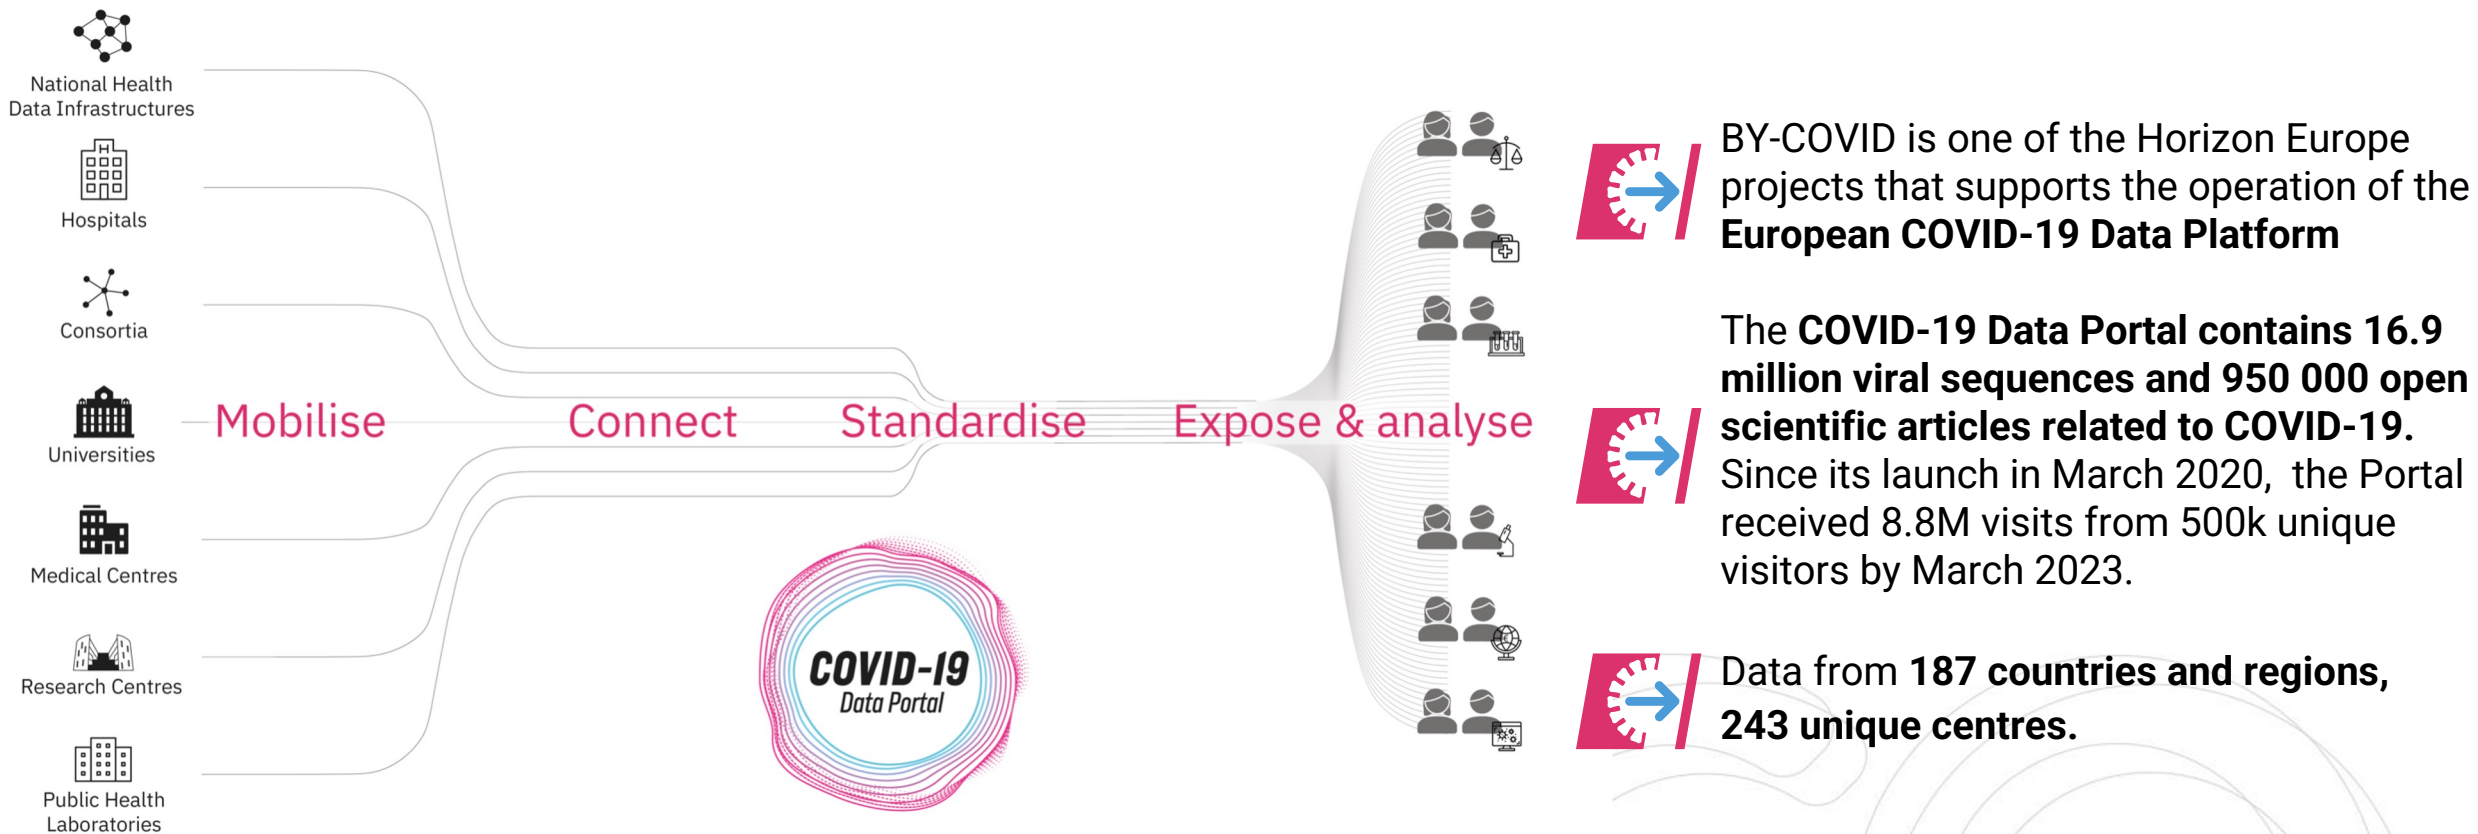 National Health
Data Infrastructures
Hospitals
Consortia
Universities
Medical Centres
Research Centres
Public Health
Laboratories
Mobilise
Connect
Standardise
Expose & analyse
COVID-19
Data Portal
BY-COVID is one of the Horizon Europe
projects that supports the operation of the
European COVID-19 Data Platform
The COVID-19 Data Portal contains 16.9
million viral sequences and 950 000 open
scientific articles related to COVID-19.
Since its launch in March 2020, the Portal
received 8.8M visits from 500k unique
visitors by March 2023.
Data from 187 countries and regions,
243 unique centres.